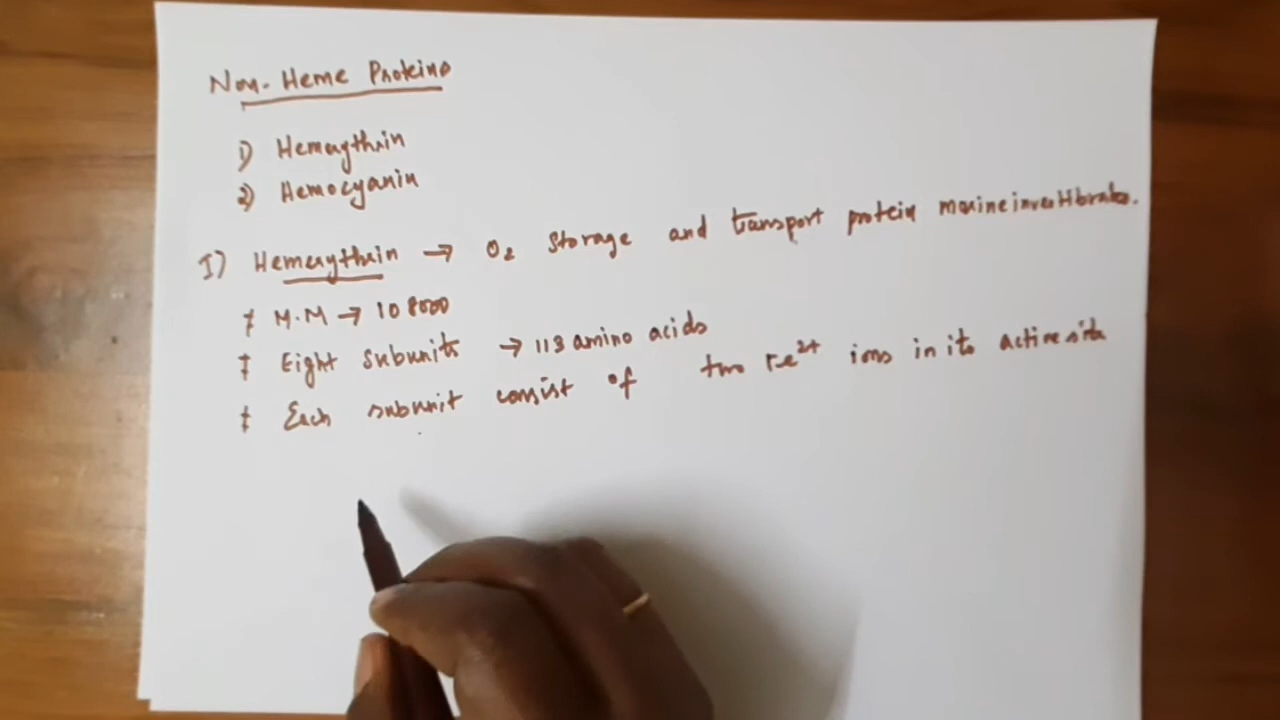 Non-Heme Proteins
1) Hemerythrin
2) Hemocyanin
I) Hemerythrin → O₂ storage and transport protein marine invertibrates.
* M.M → 108000
* Eight subunits → 113 amino acids
* Each subunit consist of two Fe²⁺ ions in its active site